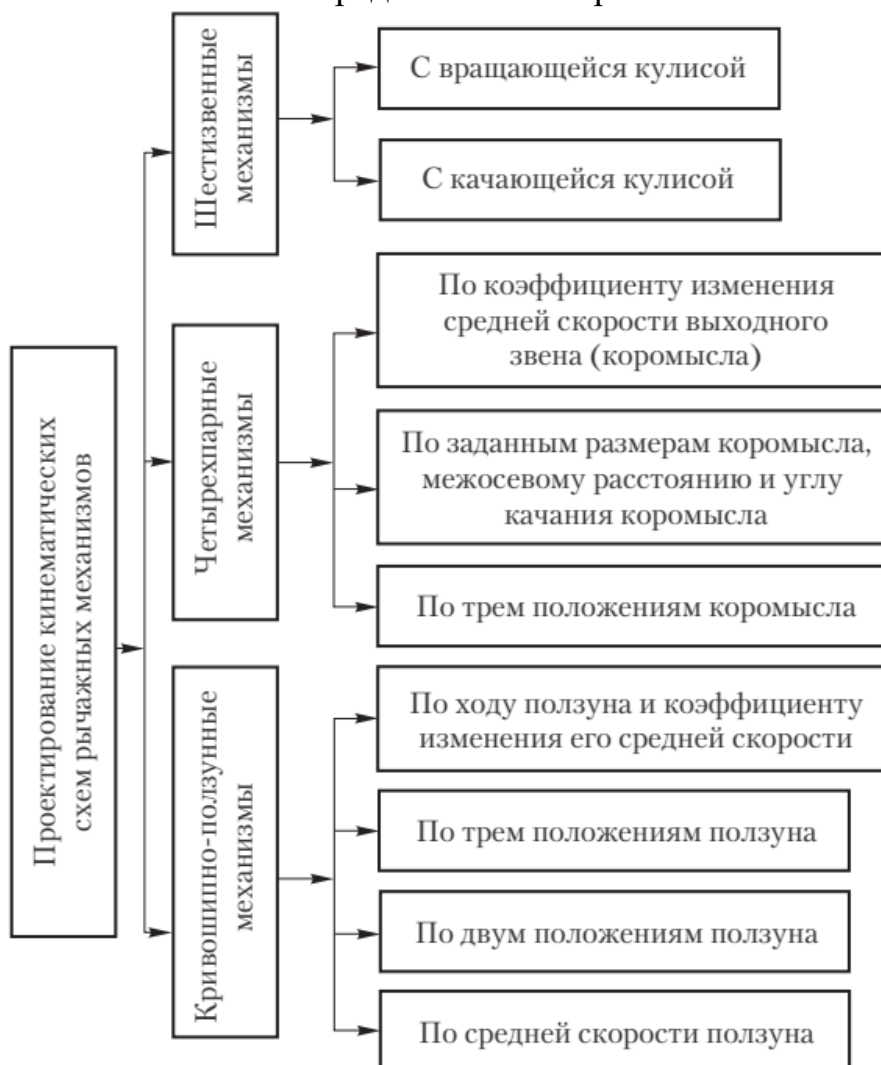 Проектирование кинематических
схем рычажных механизмов
Шестизвенные
механизмы
С вращающейся кулисой
С качающейся кулисой
Четырехпарные
механизмы
По коэффициенту изменения
средней скорости выходного
звена (коромысла)
По заданным размерам коромысла,
межосевому расстоянию и углу
качания коромысла
По трем положениям коромысла
Кривошипно-ползунные
механизмы
По ходу ползуна и коэффициенту
изменения его средней скорости
По трем положениям ползуна
По двум положениям ползуна
По средней скорости ползуна